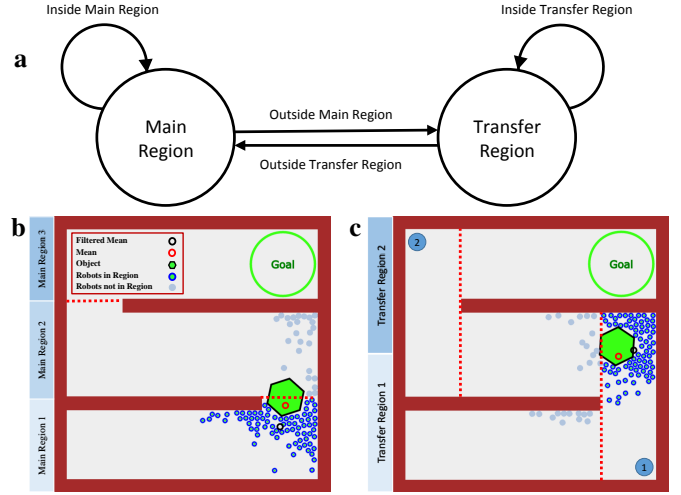 Inside Main Region
Inside Transfer Region
a
Main
Region
Outside Main Region
Outside Transfer Region
Transfer
Region
b
Main Region 3
Main Region 2
Main Region 1
Filtered Mean
Mean
Object
Robots in Region
Robots not in Region
Goal
c
Transfer Region 2
Transfer Region 1
2
Goal
1